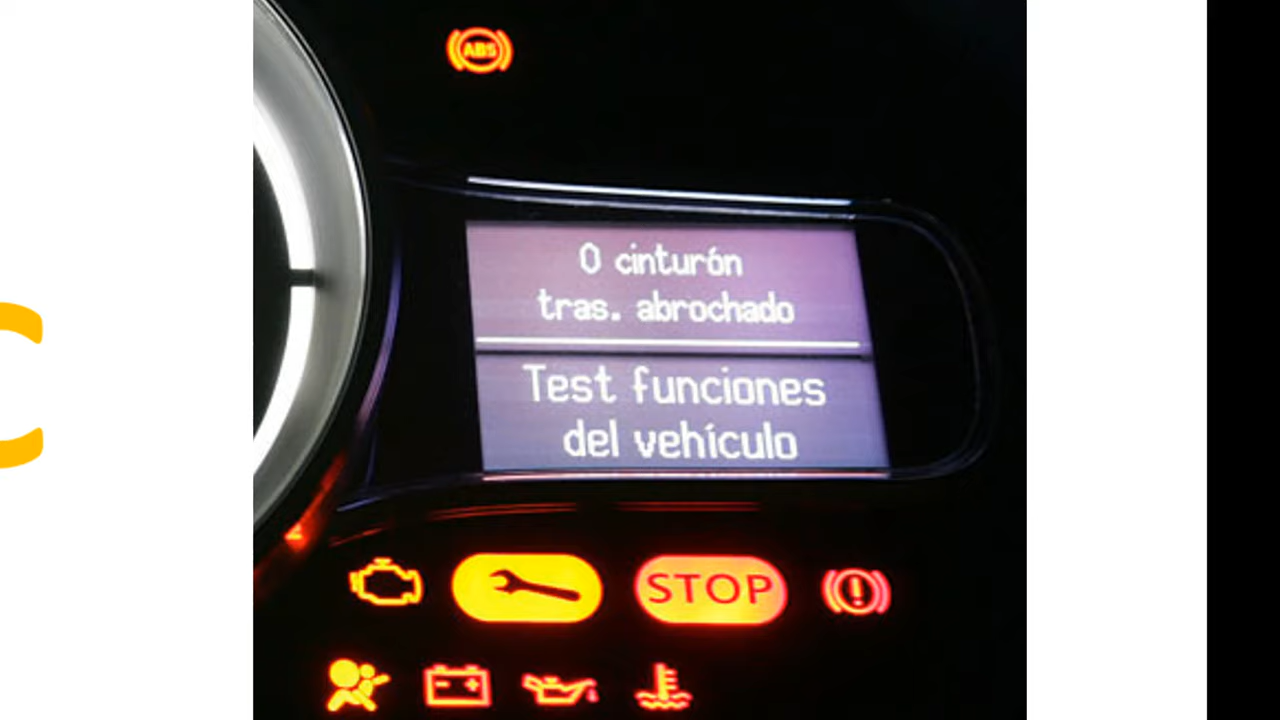 ABS
0 cinturón
tras. abrochado
Test funciones
del vehículo
STOP